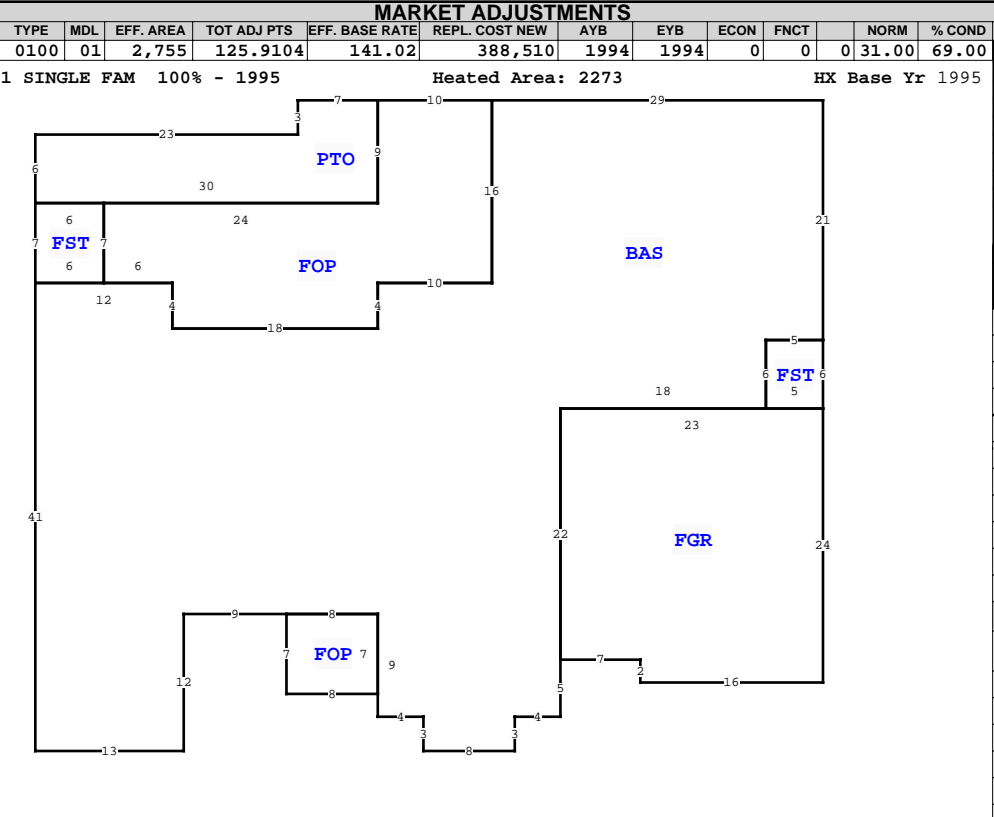 MARKET ADJUSTMENTS
TYPE MDL EFF. AREA TOT ADJ PTS EFF. BASE RATE REPL. COST NEW AYB EYB ECON FNCT NORM % COND
0100 01 2,755 125.9104 141.02 388,510 1994 1994 0 0 0 31.00 69.00
1 SINGLE FAM 100% - 1995 Heated Area: 2273 HX Base Yr 1995
7 10 29
3
23
9
PTO
6
30
16
6 24 21
7 FST 7
BAS
6 6 FOP
10
12
4 4
18
5
6 FST 6
18 5
23
41
22
FGR
24
9 8
7 FOP 7
7
9
2
12
16
8
5
4 4
3 3
13 8